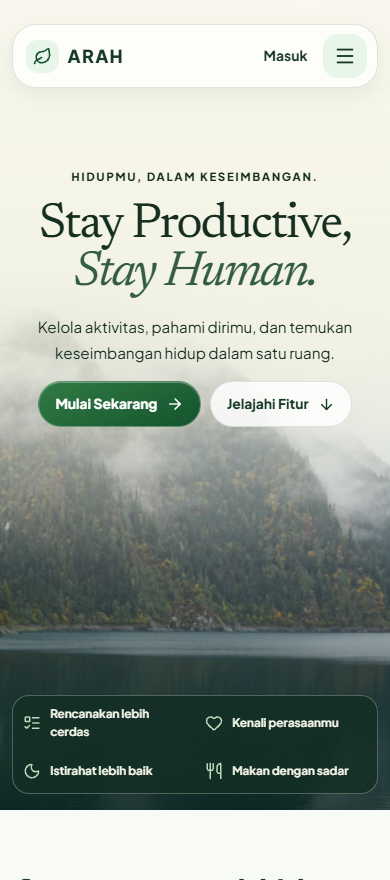 ARAH
Masuk
HIDUPMU, DALAM KESEIMBANGAN.
Stay Productive,
Stay Human.
Kelola aktivitas, pahami dirimu, dan temukan
keseimbangan hidup dalam satu ruang.
Mulai Sekarang
Jelajahi Fitur
Rencanakan lebih
cerdas
Kenali perasaanmu
Istirahat lebih baik
Makan dengan sadar